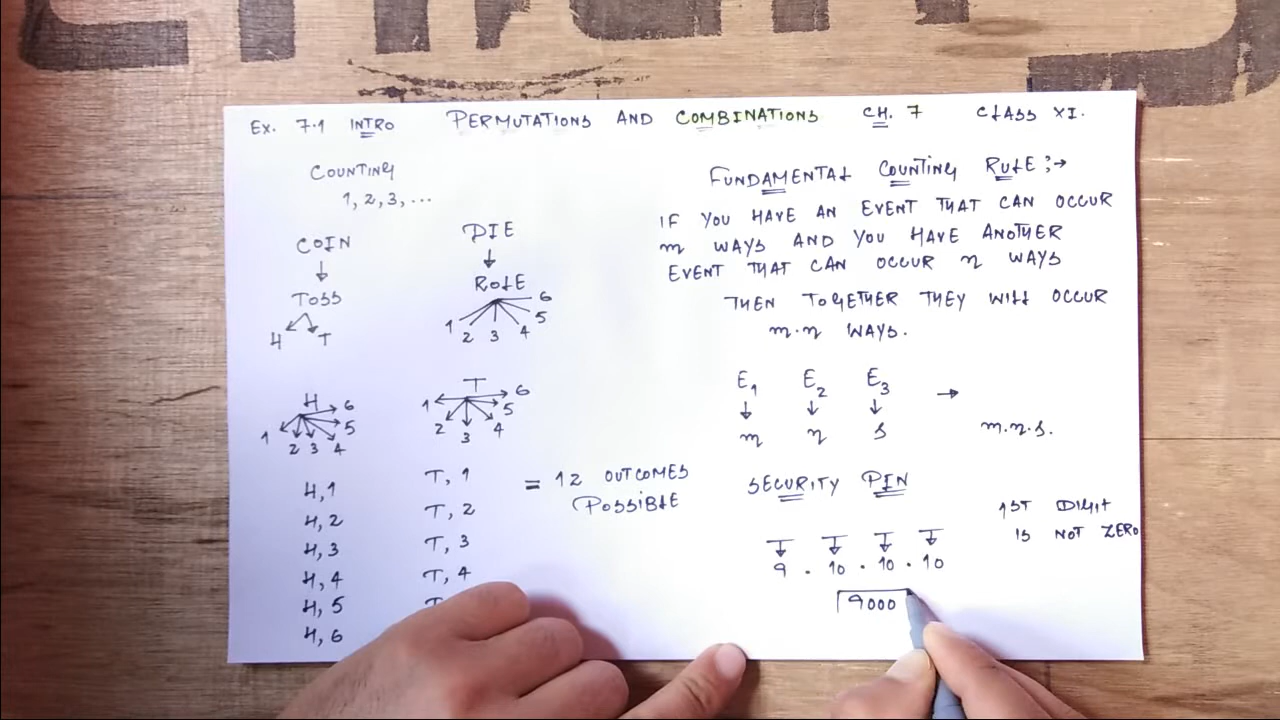 Ex. 7.1 INTRO PERMUTATIONS AND COMBINATIONS CH. 7 CLASS XI.
COUNTING
1, 2, 3, ...
COIN
TOSS
H T
DIE
ROLE
1 2 3 4 5 6
H
1 2 3 4 5 6
T
1 2 3 4 5 6
H, 1
H, 2
H, 3
H, 4
H, 5
H, 6
T, 1
T, 2
T, 3
T, 4
= 12 OUTCOMES
POSSIBLE
FUNDAMENTAL COUNTING RULE :→
IF YOU HAVE AN EVENT THAT CAN OCCUR
m WAYS AND YOU HAVE ANOTHER
EVENT THAT CAN OCCUR n WAYS
THEN TOGETHER THEY WILL OCCUR
m.n WAYS.
E1 E2 E3 →
m n s m.n.s.
SECURITY PIN
1ST DIGIT
IS NOT ZERO
9 . 10 . 10 . 10
9000